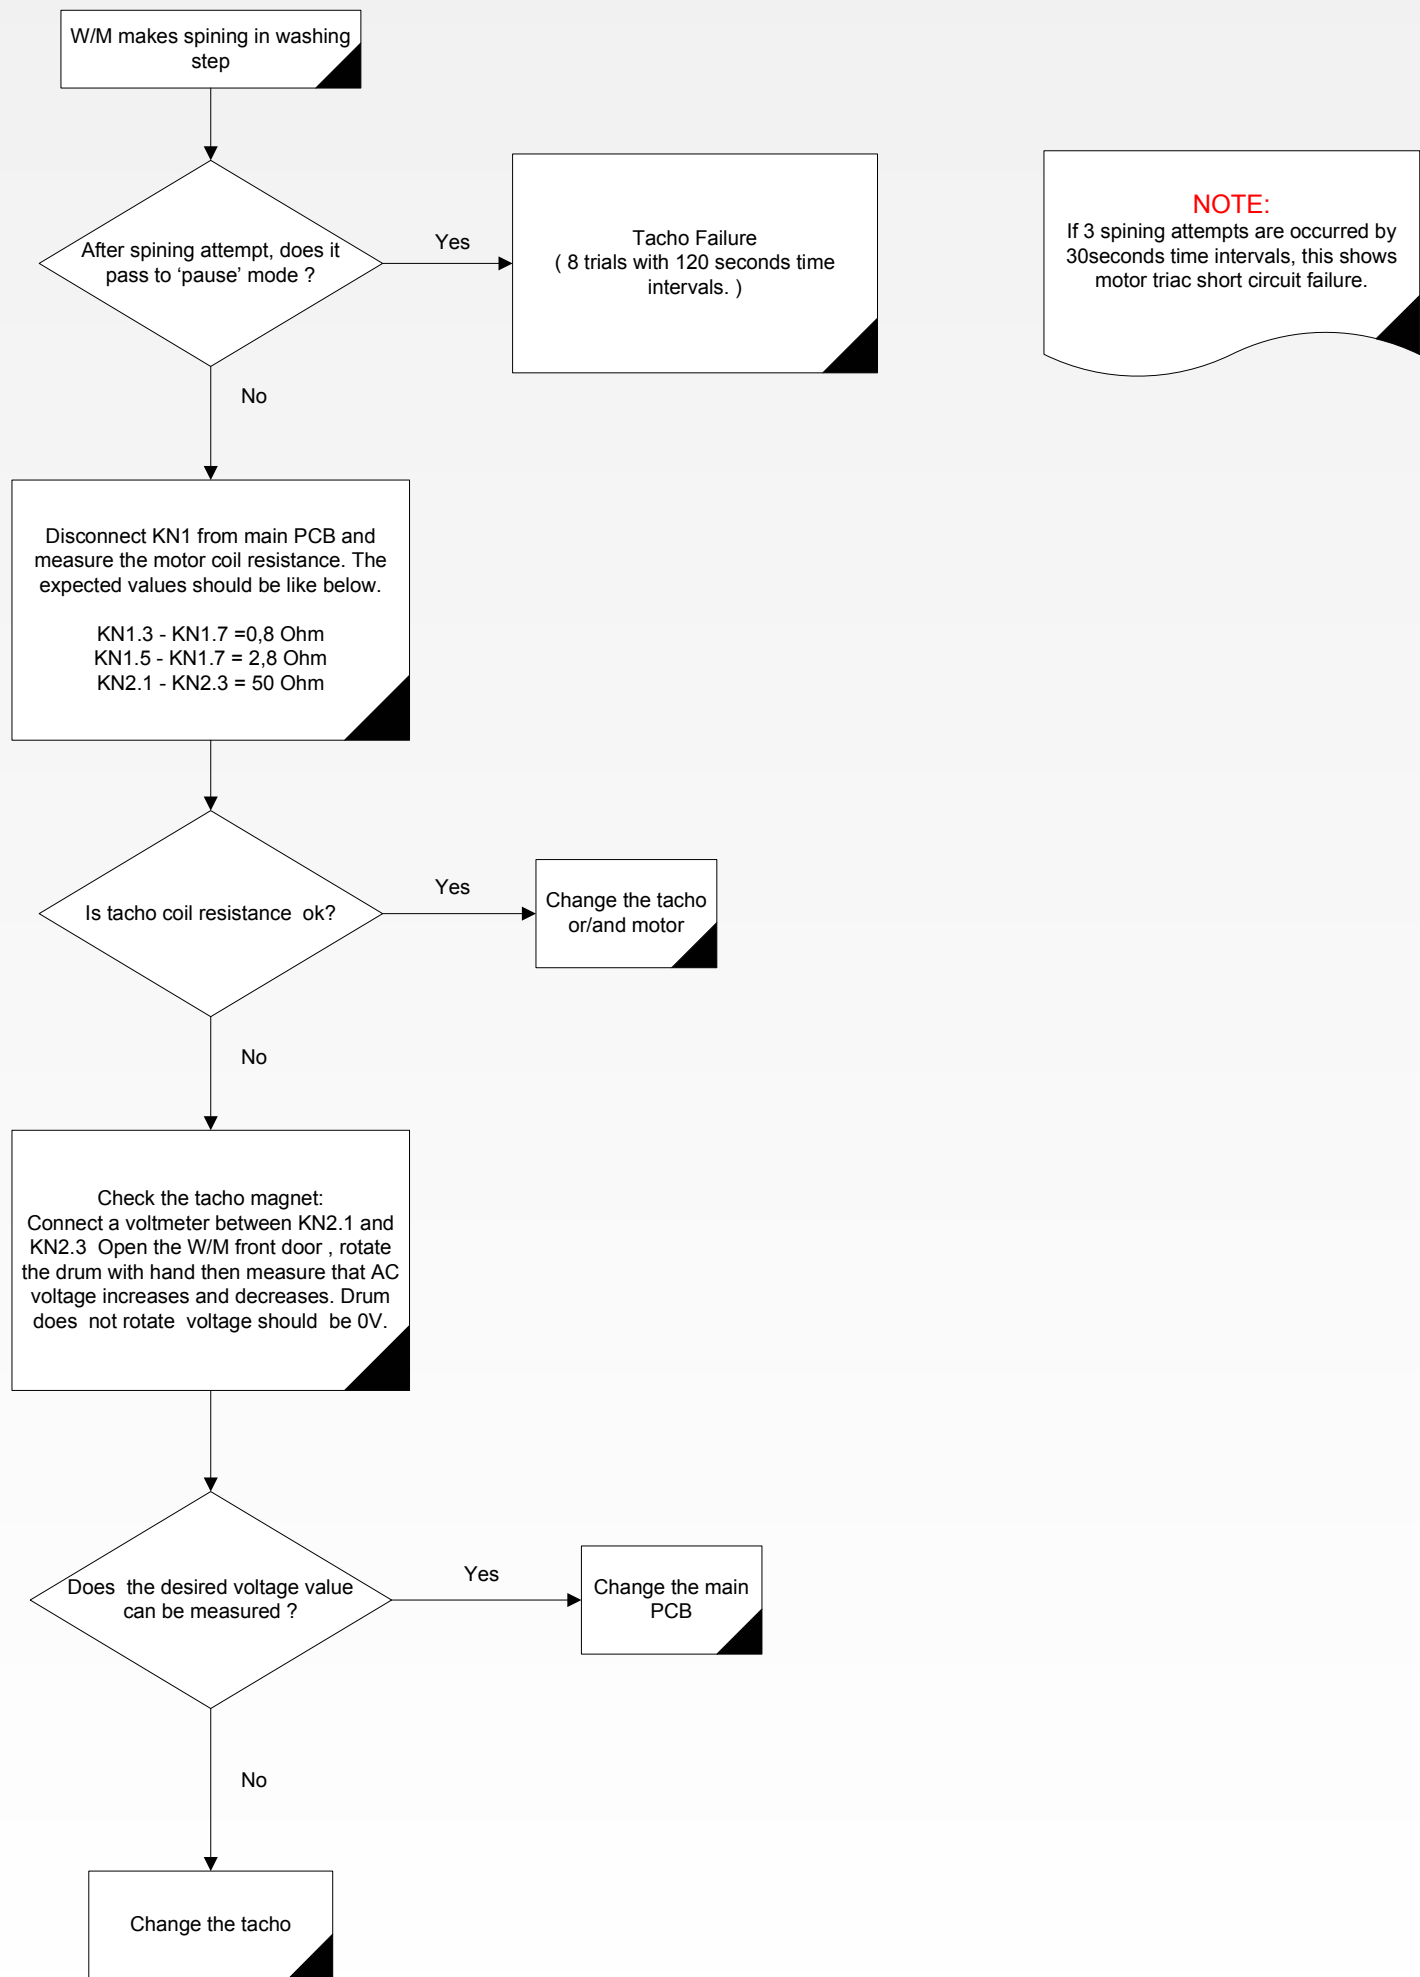 W/M makes spining in washing
step
After spining attempt, does it
pass to ‘pause’ mode ?
Yes
Tacho Failure
( 8 trials with 120 seconds time
intervals. )
NOTE:
If 3 spining attempts are occurred by
30seconds time intervals, this shows
motor triac short circuit failure.
No
Disconnect KN1 from main PCB and
measure the motor coil resistance. The
expected values should be like below.
KN1.3 - KN1.7 =0,8 Ohm
KN1.5 - KN1.7 = 2,8 Ohm
KN2.1 - KN2.3 = 50 Ohm
Is tacho coil resistance  ok?
Yes
Change the tacho
or/and motor
No
Check the tacho magnet:
Connect a voltmeter between KN2.1 and
KN2.3  Open the W/M front door , rotate
the drum with hand then measure that AC
voltage increases and decreases. Drum
does  not rotate  voltage should  be 0V.
Does  the desired voltage value
can be measured ?
Yes
Change the main
PCB
No
Change the tacho